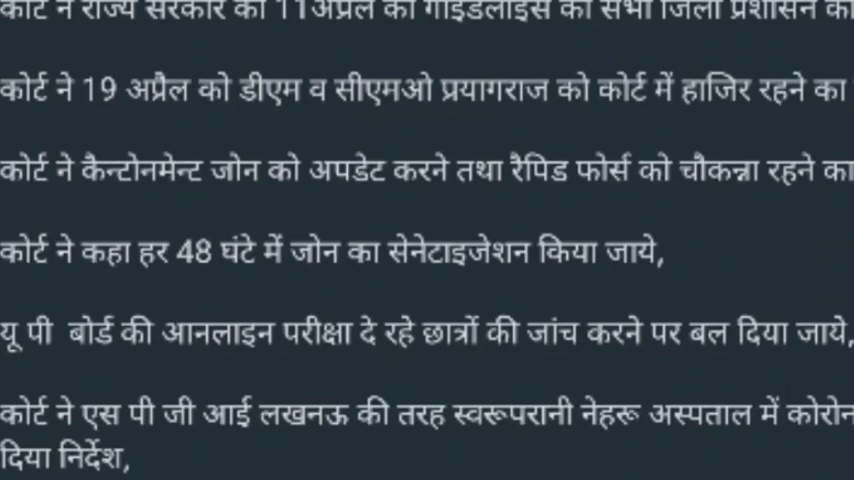 कोर्ट ने राज्य सरकार की 11अप्रैल की गाइडलाइंस को सभी जिला प्रशासन को
कोर्ट ने 19 अप्रैल को डीएम व सीएमओ प्रयागराज को कोर्ट में हाजिर रहने का
कोर्ट ने कैन्टोनमेन्ट जोन को अपडेट करने तथा रैपिड फोर्स को चौकन्ना रहने का
कोर्ट ने कहा हर 48 घंटे में जोन का सेनेटाइजेशन किया जाये,
यू पी बोर्ड की आनलाइन परीक्षा दे रहे छात्रों की जांच करने पर बल दिया जाये,
कोर्ट ने एस पी जी आई लखनऊ की तरह स्वरूपरानी नेहरू अस्पताल में
दिया निर्देश,